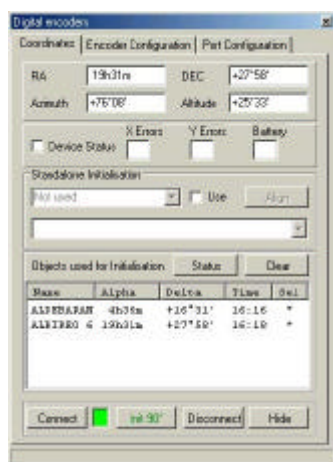 Digital encoders
Coordinates Encoder Configuration Port Configuration
RA 19h31m DEC +27°58'
Azimuth +76°08' Altitude +25°33'
X Errors Y Errors Battery
Device Status
Standalone Initialisation
Not used Use Align
Objects used for Initialisation Status Clear
Name Alpha Delta Time Sel
ALDEBARAN 4h36m +16°31' 16:16 *
ALBIREO 6 19h31m +27°58' 16:18 *
Connect Init 90° Disconnect Hide